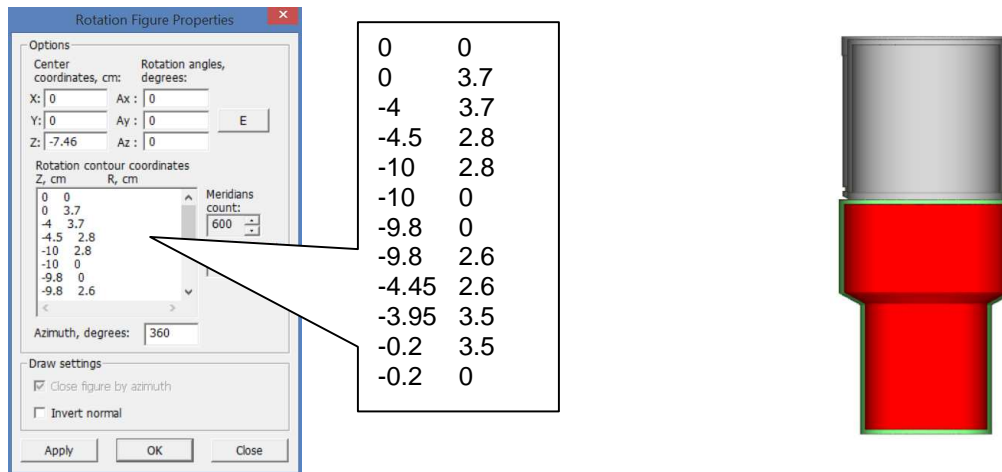 Rotation Figure Properties
Options
Center Rotation angles,
coordinates, cm: degrees:
X: 0 Ax : 0
Y: 0 Ay : 0 E
Z: -7.46 Az : 0
Rotation contour coordinates
Z, cm R, cm
0 0
0 3.7
-4 3.7
-4.5 2.8
-10 2.8
-10 0
-9.8 0
-9.8 2.6
Meridians
count:
600
Azimuth, degrees: 360
Draw settings
Close figure by azimuth
Invert normal
Apply OK Close
0 0
0 3.7
-4 3.7
-4.5 2.8
-10 2.8
-10 0
-9.8 0
-9.8 2.6
-4.45 2.6
-3.95 3.5
-0.2 3.5
-0.2 0